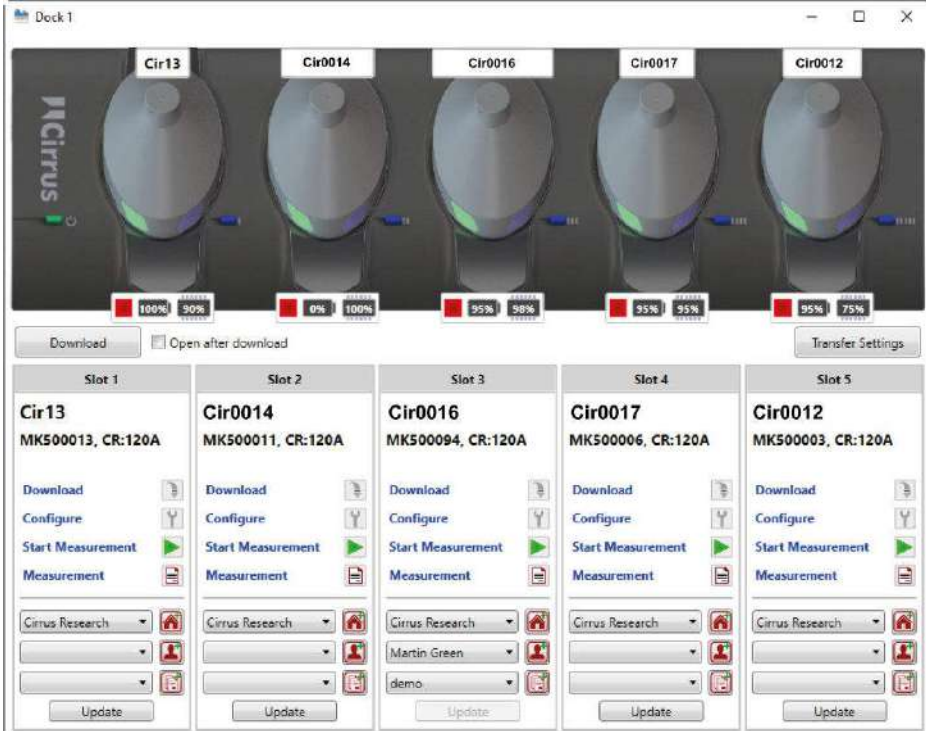 Dock 1
Cir13 Cir0014 Cir0016 Cir0017 Cir0012
Cirrus
100% 90% 0% 100% 95% 98% 95% 95% 95% 75%
Download Open after download Transfer Settings
Slot 1 Slot 2 Slot 3 Slot 4 Slot 5
Cir13 Cir0014 Cir0016 Cir0017 Cir0012
MK500013, CR:120A MK500011, CR:120A MK500094, CR:120A MK500006, CR:120A MK500003, CR:120A
Download Download Download Download Download
Configure Configure Configure Configure Configure
Start Measurement Start Measurement Start Measurement Start Measurement Start Measurement
Measurement Measurement Measurement Measurement Measurement
Cirrus Research Cirrus Research Cirrus Research Cirrus Research Cirrus Research
Martin Green
demo
Update Update Update Update Update